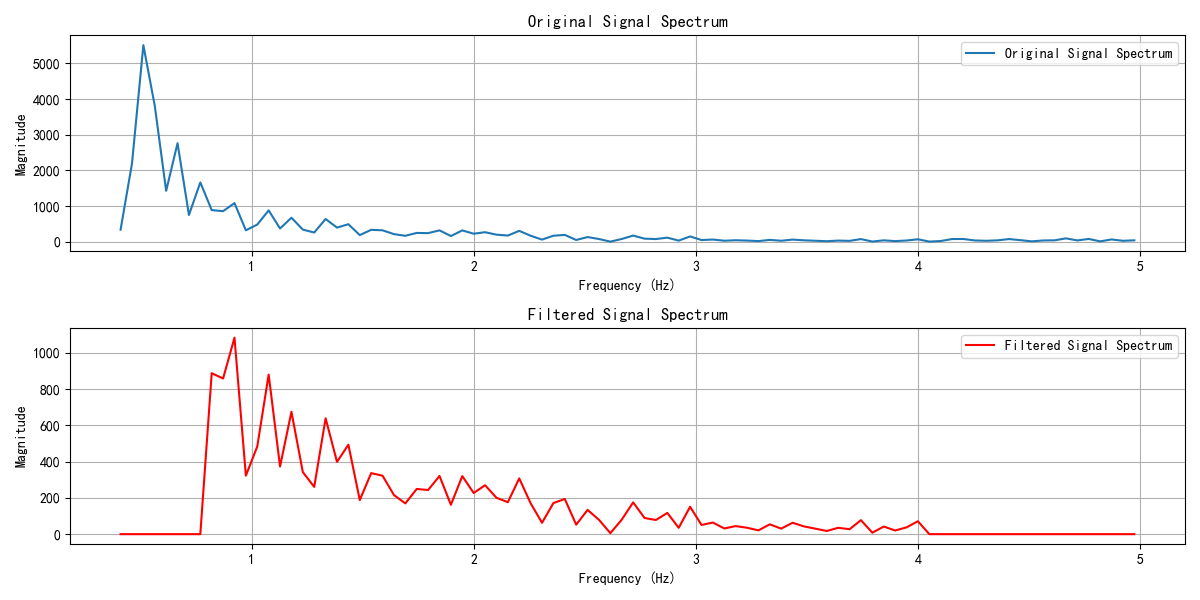 Original Signal Spectrum
Original Signal Spectrum
Magnitude
5000
4000
3000
2000
1000
0
1 2 3 4 5
Frequency (Hz)
Filtered Signal Spectrum
Filtered Signal Spectrum
Magnitude
1000
800
600
400
200
0
1 2 3 4 5
Frequency (Hz)